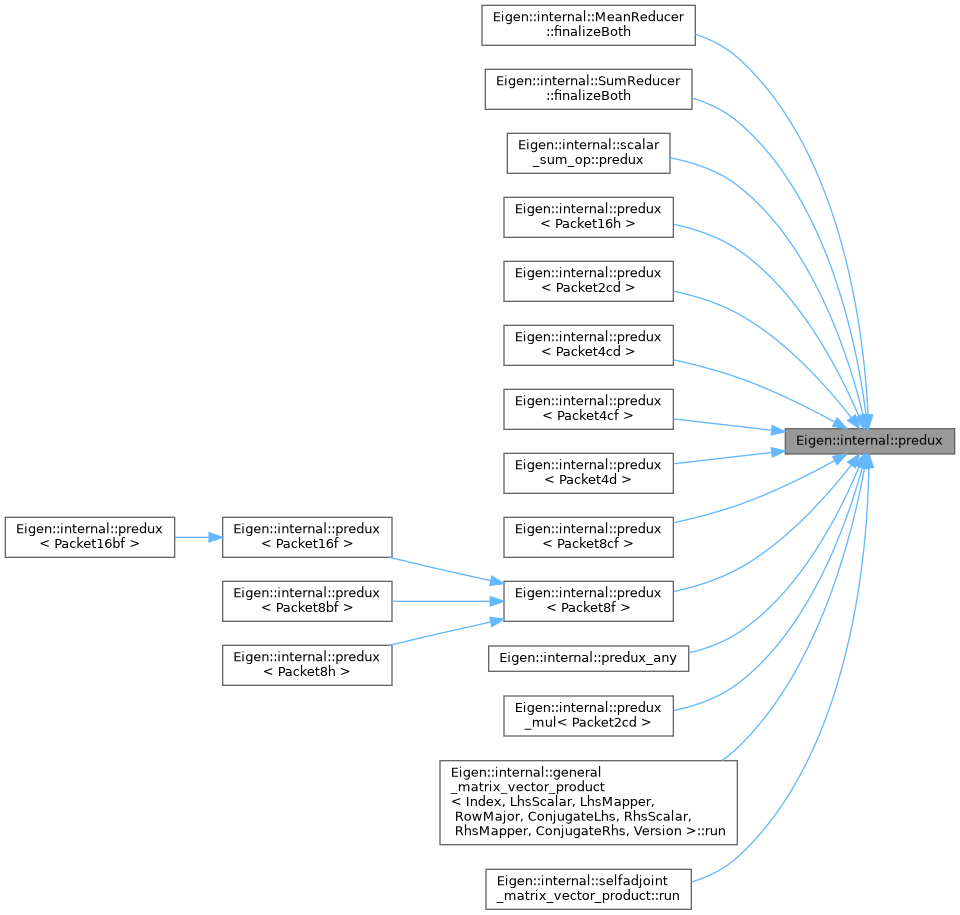 Eigen::internal::MeanReducer
::finalizeBoth
Eigen::internal::SumReducer
::finalizeBoth
Eigen::internal::scalar
_sum_op::predux
Eigen::internal::predux
< Packet16h >
Eigen::internal::predux
< Packet2cd >
Eigen::internal::predux
< Packet4cd >
Eigen::internal::predux
< Packet4cf >
Eigen::internal::predux
Eigen::internal::predux
< Packet4d >
Eigen::internal::predux
< Packet8cf >
Eigen::internal::predux
< Packet16bf >
Eigen::internal::predux
< Packet16f >
Eigen::internal::predux
< Packet8bf >
Eigen::internal::predux
< Packet8f >
Eigen::internal::predux
< Packet8h >
Eigen::internal::predux_any
Eigen::internal::predux
_mul< Packet2cd >
Eigen::internal::general
_matrix_vector_product
< Index, LhsScalar, LhsMapper,
RowMajor, ConjugateLhs, RhsScalar,
RhsMapper, ConjugateRhs, Version >::run
Eigen::internal::selfadjoint
_matrix_vector_product::run